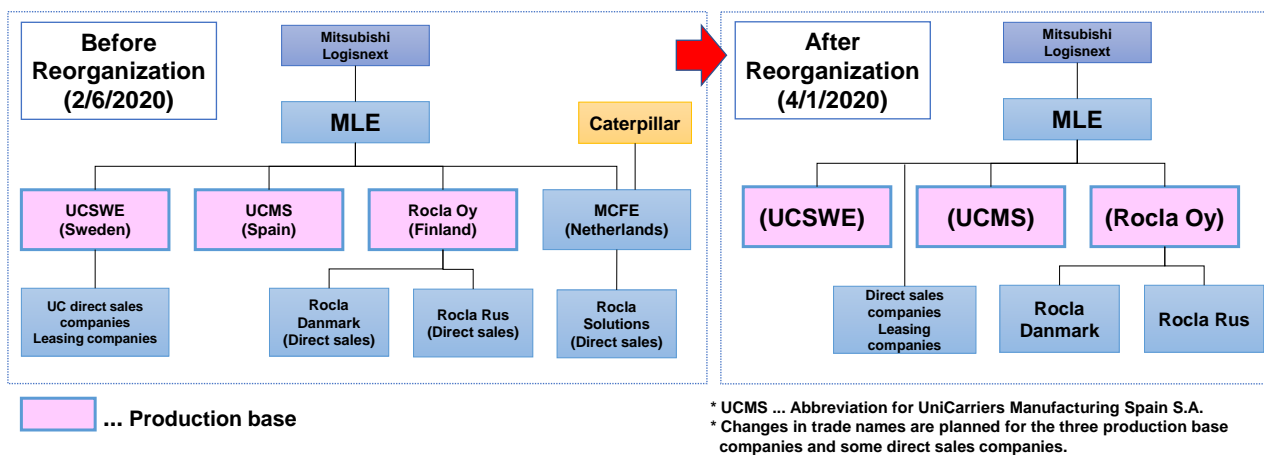 Before
Reorganization
(2/6/2020)
Mitsubishi
Logisnext
MLE
Caterpillar
UCSWE
(Sweden)
UCMS
(Spain)
Rocla Oy
(Finland)
MCFE
(Netherlands)
UC direct sales
companies
Leasing companies
Rocla
Danmark
(Direct sales)
Rocla Rus
(Direct sales)
Rocla
Solutions
(Direct sales)
After
Reorganization
(4/1/2020)
Mitsubishi
Logisnext
MLE
(UCSWE)
(UCMS)
(Rocla Oy)
Direct sales
companies
Leasing
companies
Rocla
Danmark
Rocla Rus
... Production base
* UCMS ... Abbreviation for UniCarriers Manufacturing Spain S.A.
* Changes in trade names are planned for the three production base
companies and some direct sales companies.